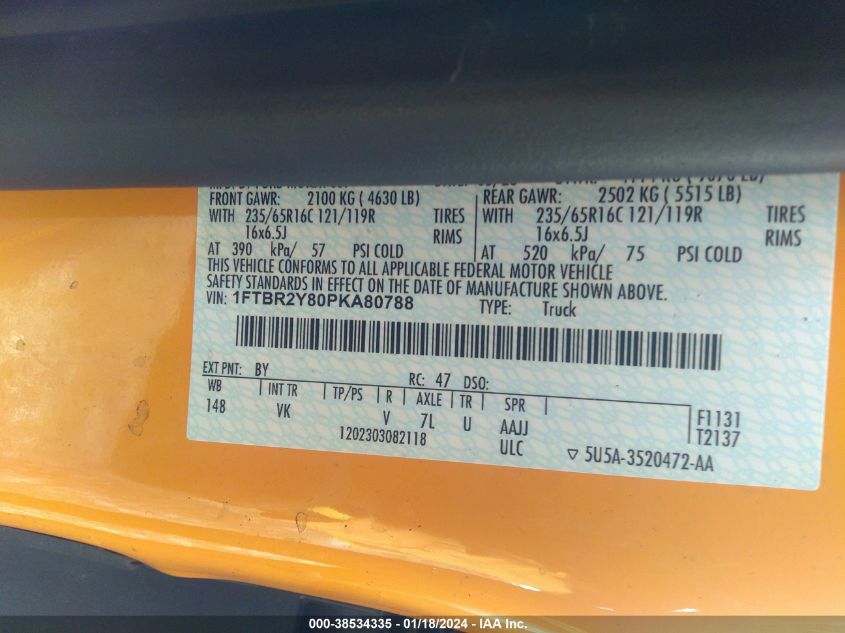 FRONT GAWR: 2100 KG ( 4630 LB) REAR GAWR: 2502 KG ( 5515 LB)
WITH 235/65R16C 121/119R TIRES WITH 235/65R16C 121/119R TIRES
16x6.5J RIMS 16x6.5J RIMS
AT 390 kPa/ 57 PSI COLD AT 520 kPa/ 75 PSI COLD
THIS VEHICLE CONFORMS TO ALL APPLICABLE FEDERAL MOTOR VEHICLE
SAFETY STANDARDS IN EFFECT ON THE DATE OF MANUFACTURE SHOWN ABOVE.
VIN: 1FTBR2Y80PKA80788 TYPE: Truck
EXT PNT: BY RC: 47 DSO:
WB INT TR TP/PS R AXLE TR SPR
148 VK V 7L U AAJJ F1131
1202303082118 ULC T2137
5U5A-3520472-AA
000-38534335 - 01/18/2024 - IAA Inc.